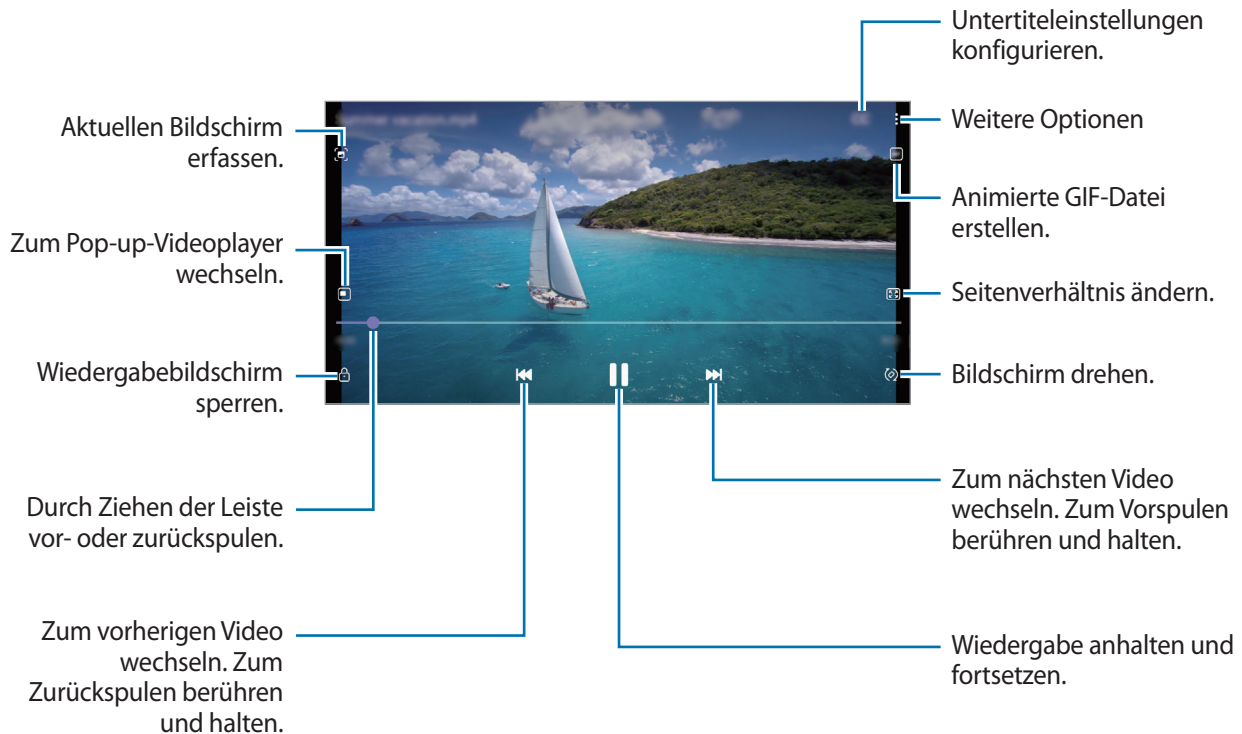 Untertiteleinstellungen
konfigurieren.
Aktuellen Bildschirm
erfassen.
Weitere Optionen
Animierte GIF-Datei
erstellen.
Zum Pop-up-Videoplayer
wechseln.
Seitenverhältnis ändern.
Wiedergabebildschirm
sperren.
Bildschirm drehen.
Durch Ziehen der Leiste
vor- oder zurückspulen.
Zum nächsten Video
wechseln. Zum Vorspulen
berühren und halten.
Zum vorherigen Video
wechseln. Zum
Zurückspulen berühren
und halten.
Wiedergabe anhalten und
fortsetzen.